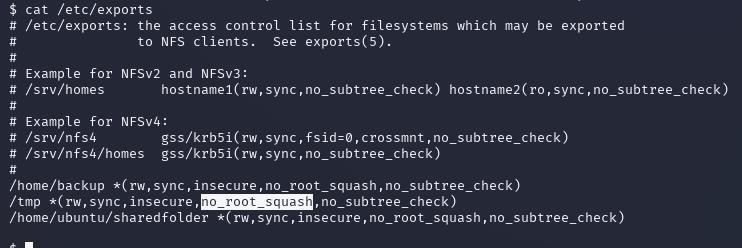 $ cat /etc/exports
# /etc/exports: the access control list for filesystems which may be exported
#               to NFS clients.  See exports(5).
#
# Example for NFSv2 and NFSv3:
# /srv/homes       hostname1(rw,sync,no_subtree_check) hostname2(ro,sync,no_subtree_check)
#
# Example for NFSv4:
# /srv/nfs4        gss/krb5i(rw,sync,fsid=0,crossmnt,no_subtree_check)
# /srv/nfs4/homes  gss/krb5i(rw,sync,no_subtree_check)
#
/home/backup *(rw,sync,insecure,no_root_squash,no_subtree_check)
/tmp *(rw,sync,insecure,no_root_squash,no_subtree_check)
/home/ubuntu/sharedfolder *(rw,sync,insecure,no_root_squash,no_subtree_check)
$